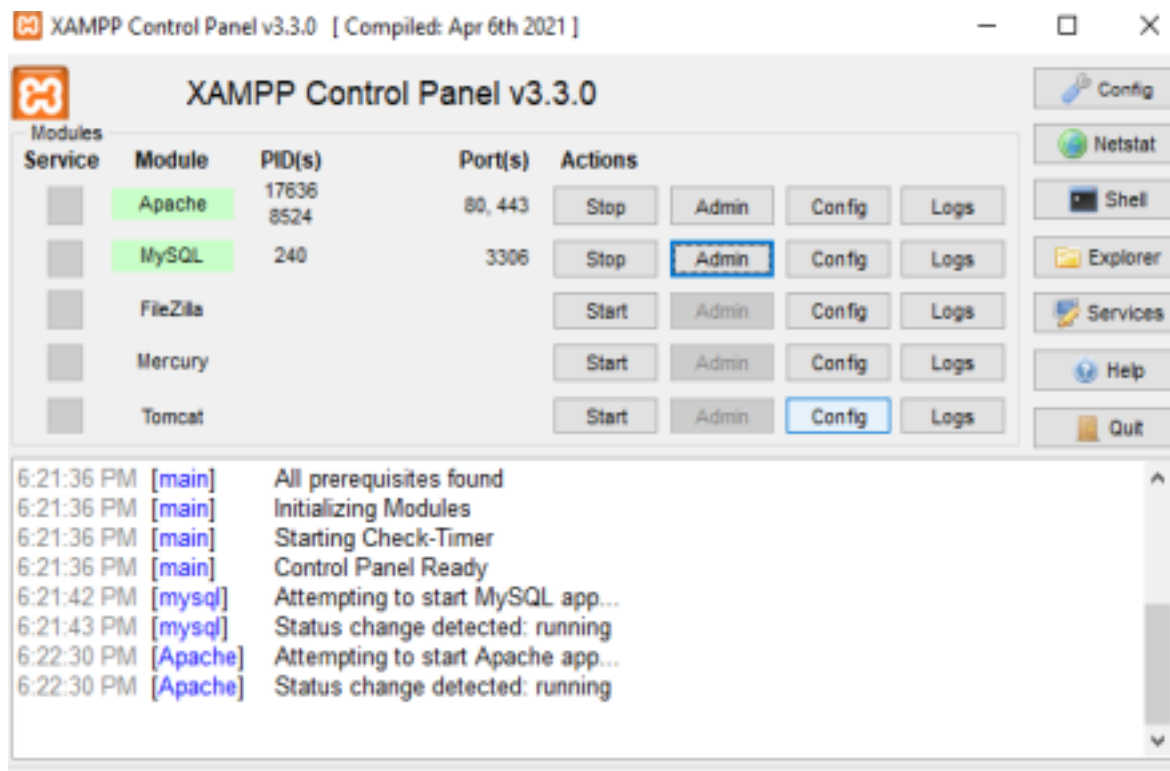 XAMPP Control Panel v3.3.0 [ Compiled: Apr 6th 2021 ]
XAMPP Control Panel v3.3.0
Config
Modules
Service Module PID(s) Port(s) Actions
Netstat
Apache 17636 8524 80, 443 Stop Admin Config Logs
Shell
MySQL 240 3306 Stop Admin Config Logs
Explorer
FileZilla Start Admin Config Logs
Services
Mercury Start Admin Config Logs
Help
Tomcat Start Admin Config Logs
Quit
6:21:36 PM [main] All prerequisites found
6:21:36 PM [main] Initializing Modules
6:21:36 PM [main] Starting Check-Timer
6:21:36 PM [main] Control Panel Ready
6:21:42 PM [mysql] Attempting to start MySQL app...
6:21:43 PM [mysql] Status change detected: running
6:22:30 PM [Apache] Attempting to start Apache app...
6:22:30 PM [Apache] Status change detected: running